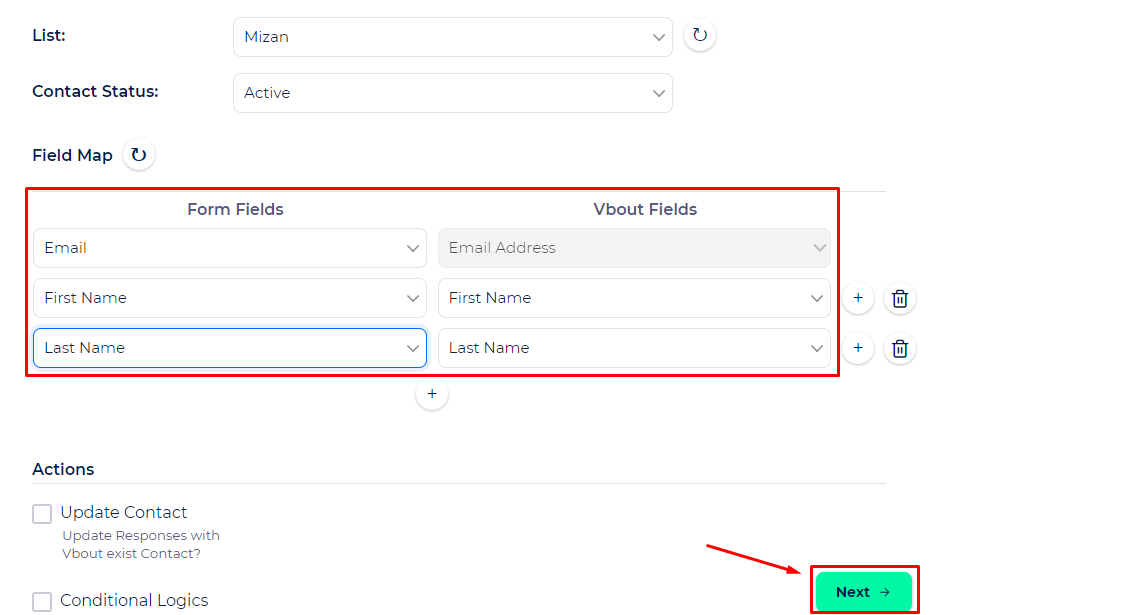 List:
Mizan
Contact Status:
Active
Field Map
Form Fields
Vbout Fields
Email
Email Address
First Name
First Name
Last Name
Last Name
Actions
Update Contact
Update Responses with
Vbout exist Contact?
Next
Conditional Logics